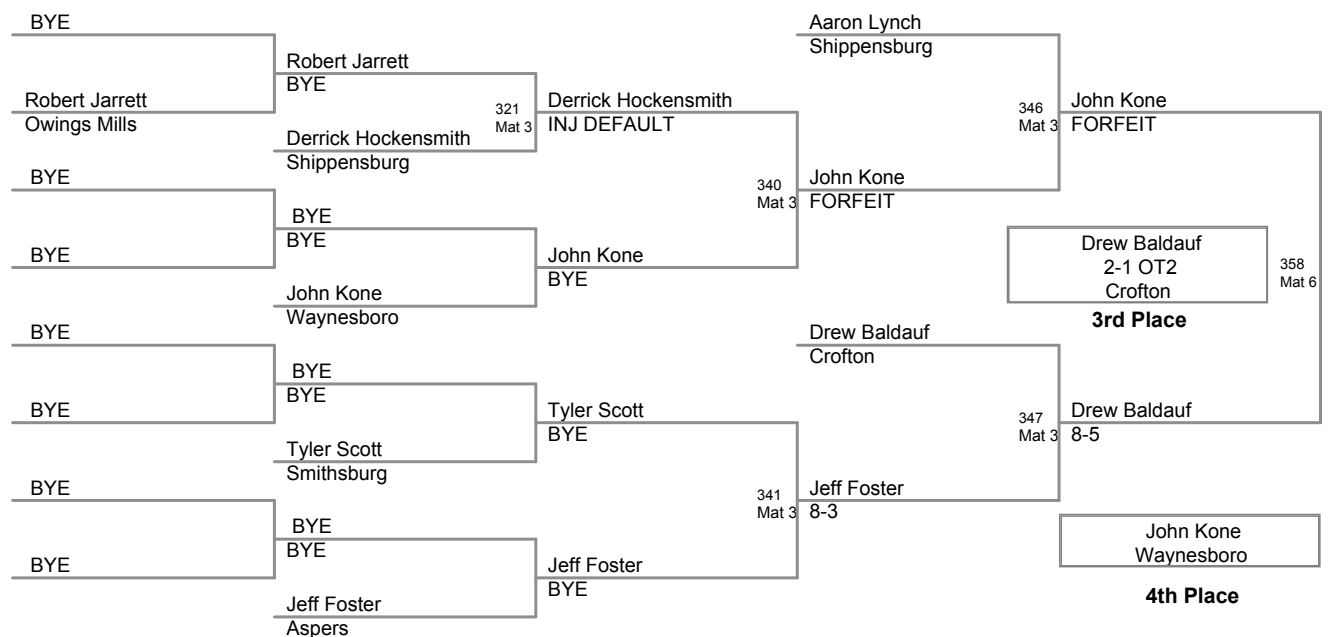 BYE
Robert Jarrett
Owings Mills
BYE
BYE
BYE
BYE
BYE
BYE
Robert Jarrett
BYE
Derrick Hockensmith
Shippensburg
BYE
BYE
John Kone
Waynesboro
BYE
BYE
Tyler Scott
Smithsburg
BYE
BYE
Jeff Foster
Aspers
321
Mat 3
Derrick Hockensmith
INJ DEFAULT
John Kone
BYE
Tyler Scott
BYE
Jeff Foster
BYE
Aaron Lynch
Shippensburg
340
Mat 3
John Kone
FORFEIT
Drew Baldauf
Crofton
341
Mat 3
Jeff Foster
8-3
346
Mat 3
John Kone
FORFEIT
347
Mat 3
Drew Baldauf
8-5
358
Mat 6
Drew Baldauf
2-1 OT2
Crofton
3rd Place
John Kone
Waynesboro
4th Place